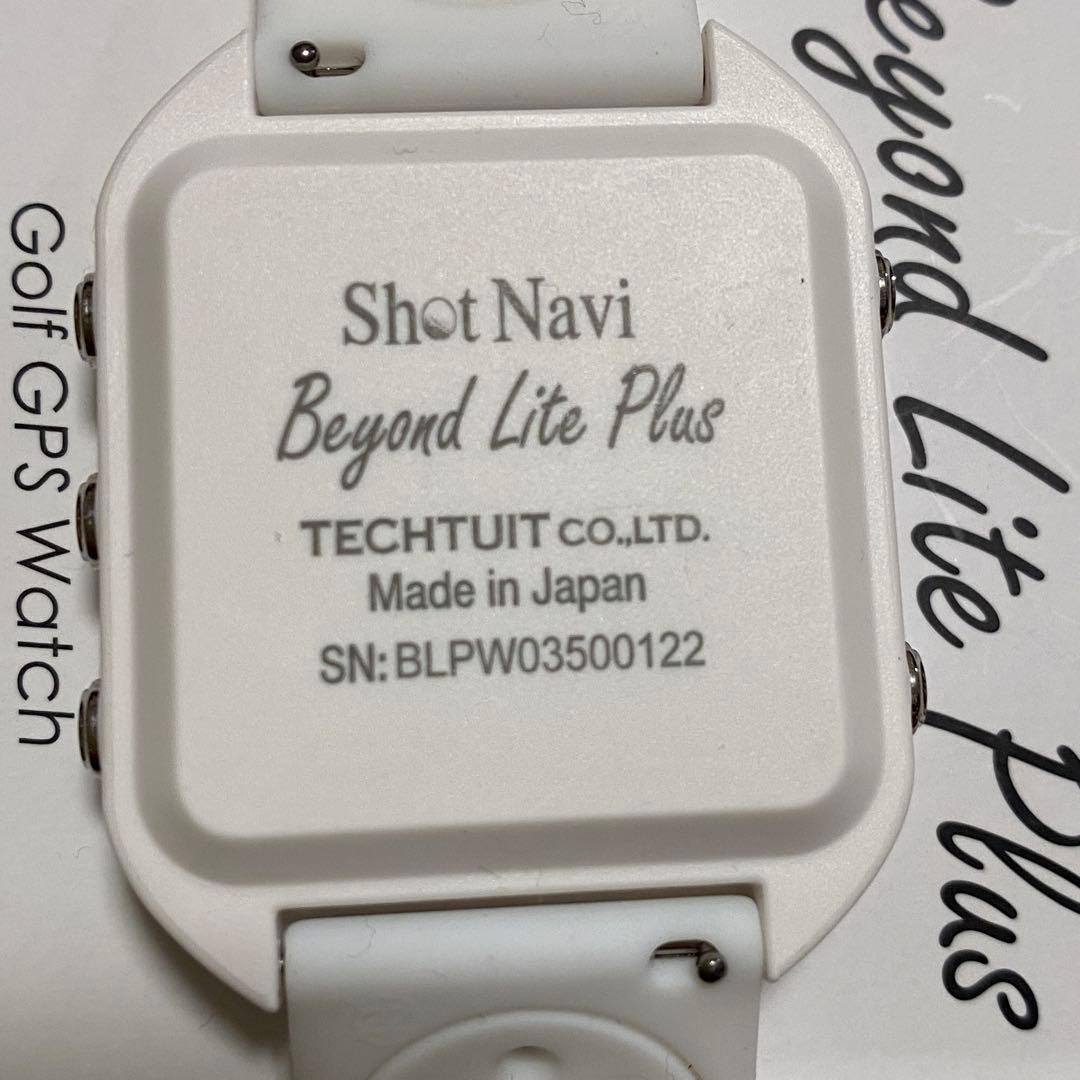 Shot Navi
Beyond Lite Plus
TECHTUIT CO.,LTD.
Made in Japan
SN: BLPW03500122
Golf GPS Watch
Beyond Lite Plus